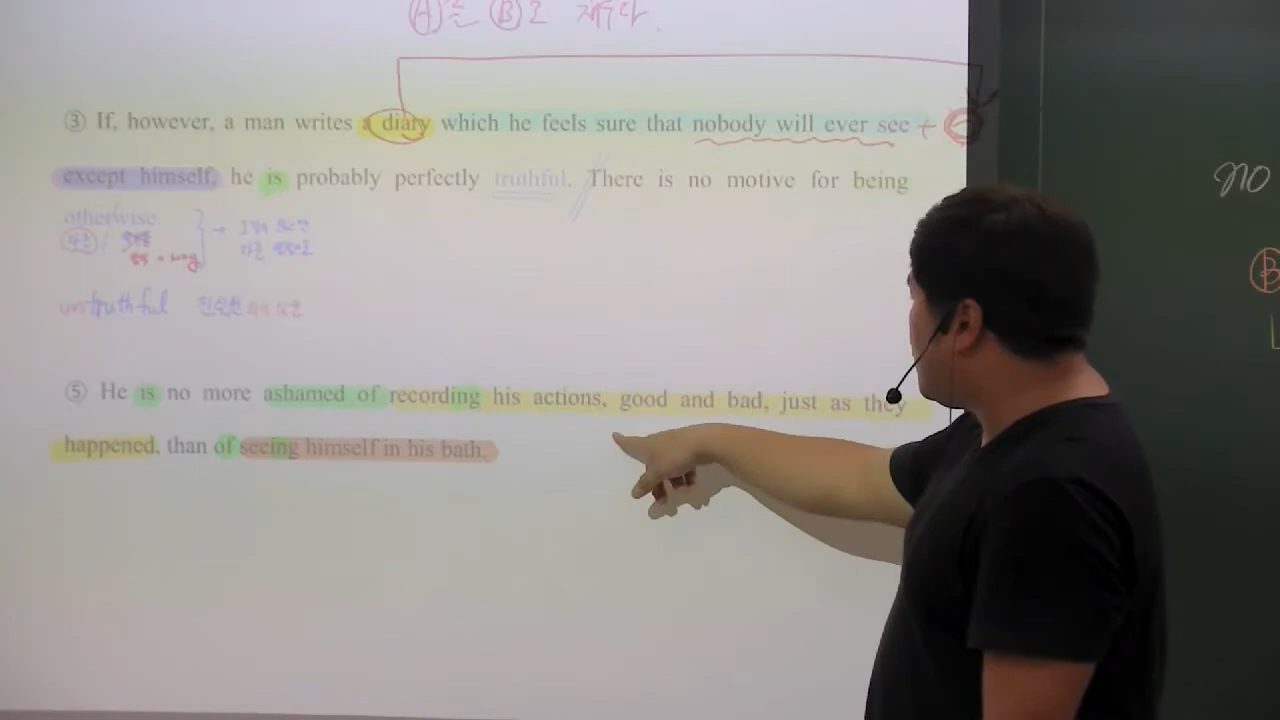 Ⓐ는 Ⓑ로
③ If, however, a man writes a diary which he feels sure that nobody will ever see +
except himself, he is probably perfectly truthful. There is no motive for being
otherwise.
untruthful
⑤ He is no more ashamed of recording his actions, good and bad, just as they
happened, than of seeing himself in his bath.
no
Ⓑ